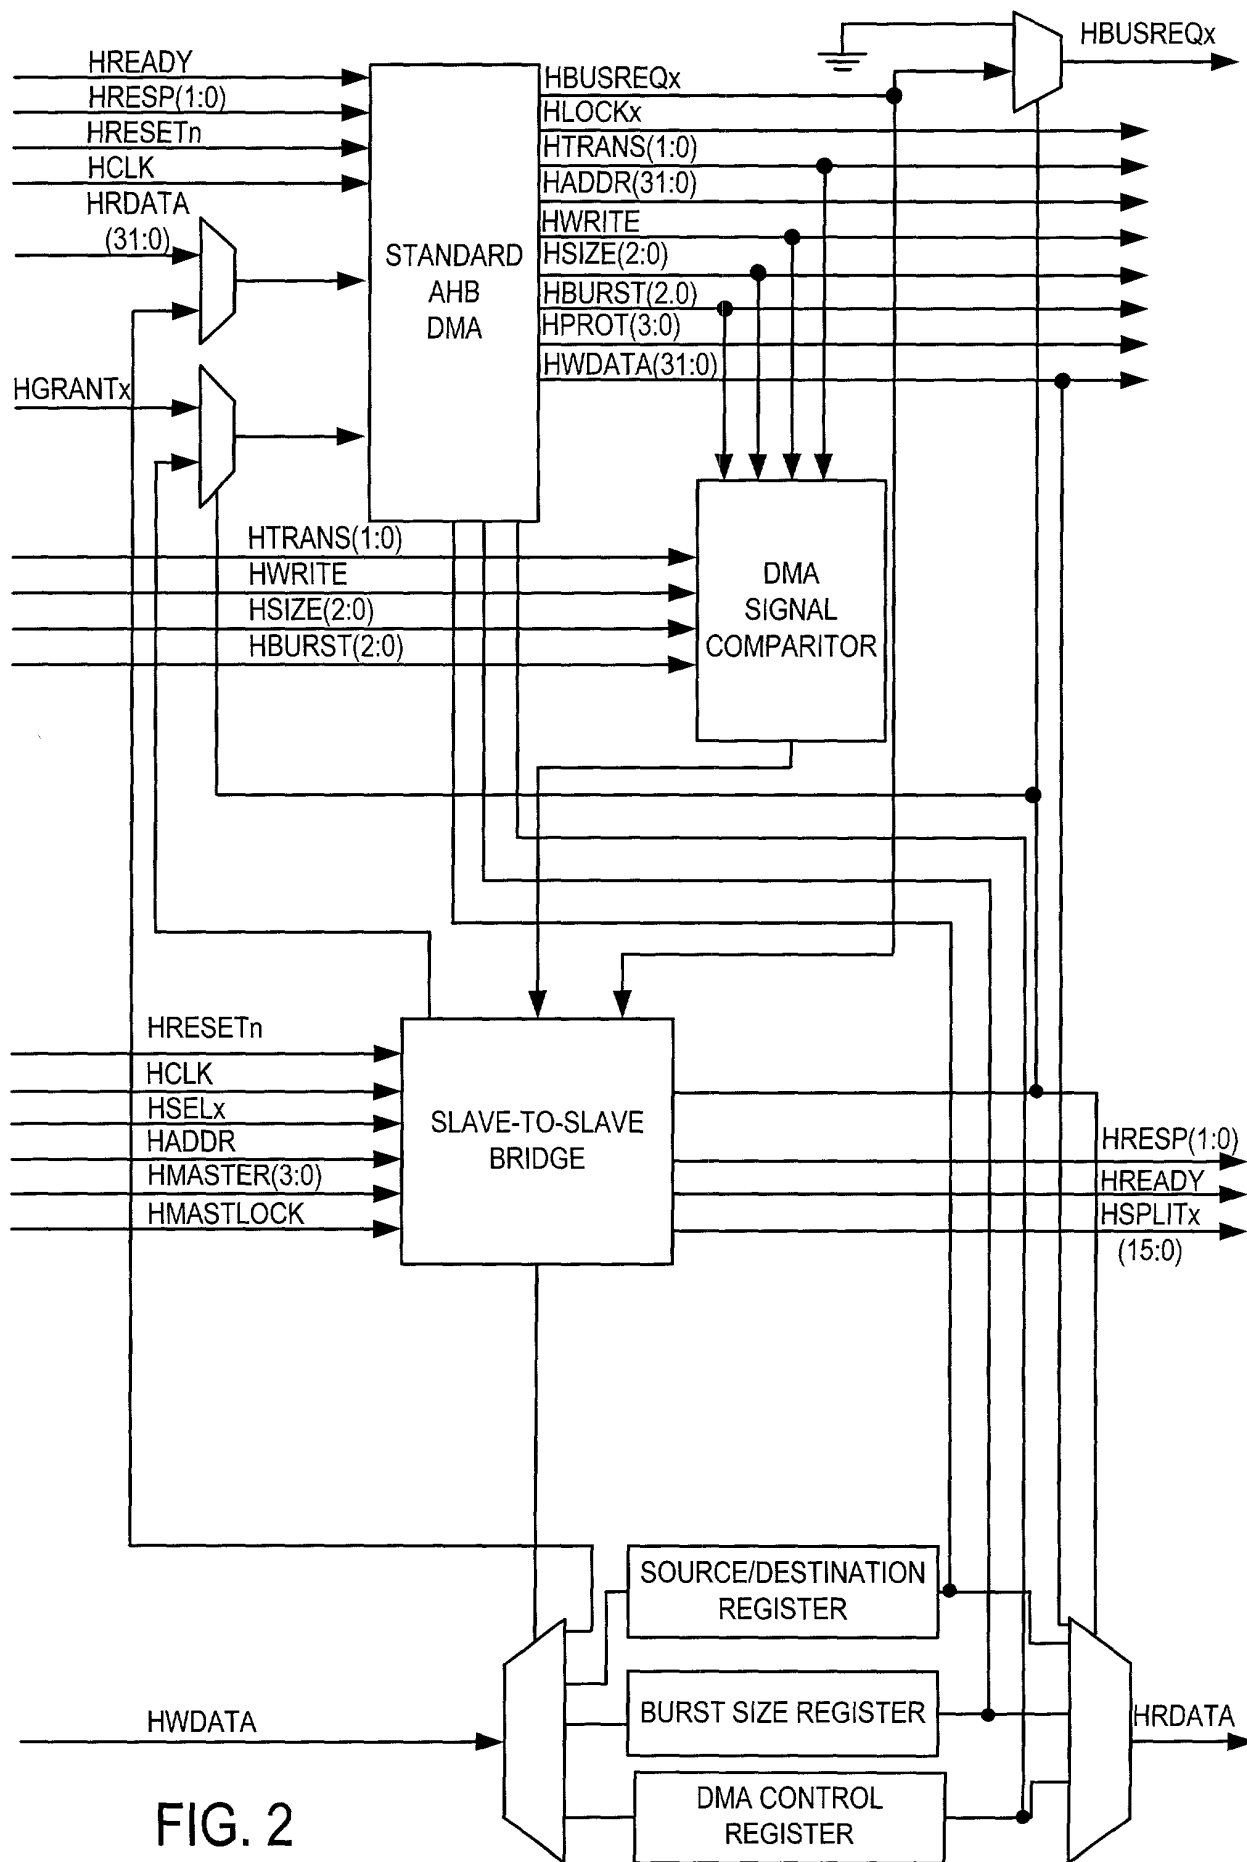 HBUSREQx
HREADY
HRESP(1:0)
HRESETn
HCLK
HRDATA
(31:0)
HGRANTx
STANDARD
AHB
DMA
HBUSREQx
HLOCKx
HTRANS(1:0)
HADDR(31:0)
HWRITE
HSIZE(2:0)
HBURST(2.0)
HPROT(3:0)
HWDATA(31:0)
HTRANS(1:0)
HWRITE
HSIZE(2:0)
HBURST(2:0)
DMA
SIGNAL
COMPARITOR
HRESETn
HCLK
HSELx
HADDR
HMASTER(3:0)
HMASTLOCK
SLAVE-TO-SLAVE
BRIDGE
HRESP(1:0)
HREADY
HSPLITx
(15:0)
SOURCE/DESTINATION
REGISTER
BURST SIZE REGISTER
DMA CONTROL
REGISTER
HWDATA
HRDATA
FIG. 2